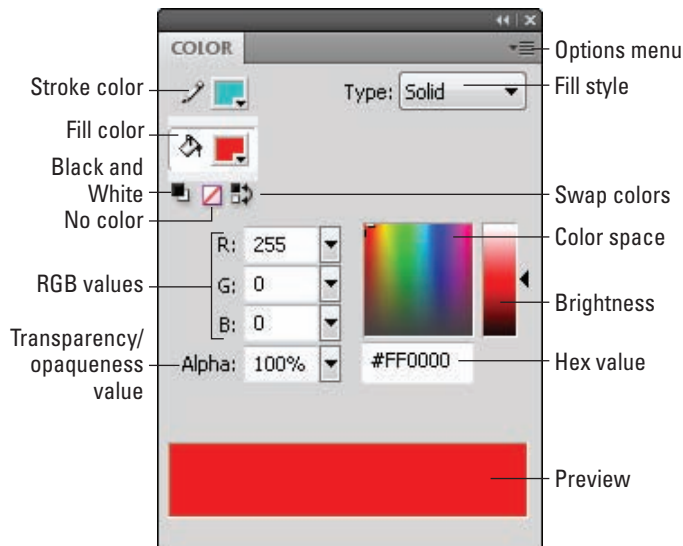 COLOR
Options menu
Stroke color
Type: Solid
Fill style
Fill color
Black and
White
No color
Swap colors
Color space
R: 255
RGB values
G: 0
Brightness
B: 0
Transparency/
opaqueness
value
Alpha: 100%
#FF0000
Hex value
Preview